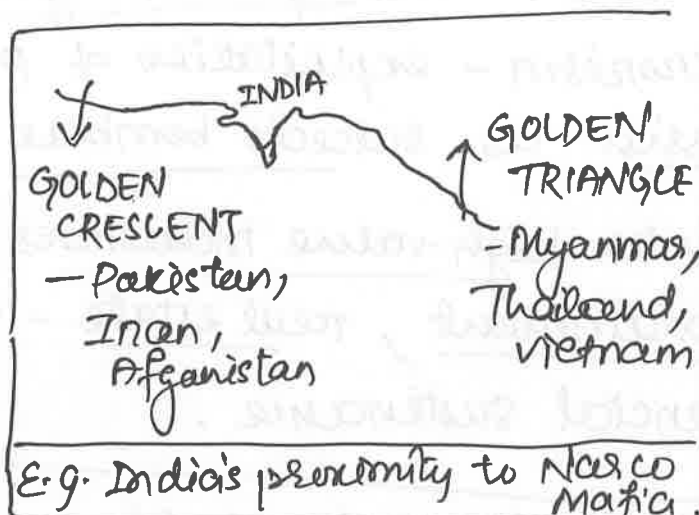 INDIA
GOLDEN
CRESCENT
- Pakistan,
Iran,
Afganistan
GOLDEN
TRIANGLE
- Myanmar,
Thailand,
Vietnam
E.g. India's proximity to Narco
Mafia